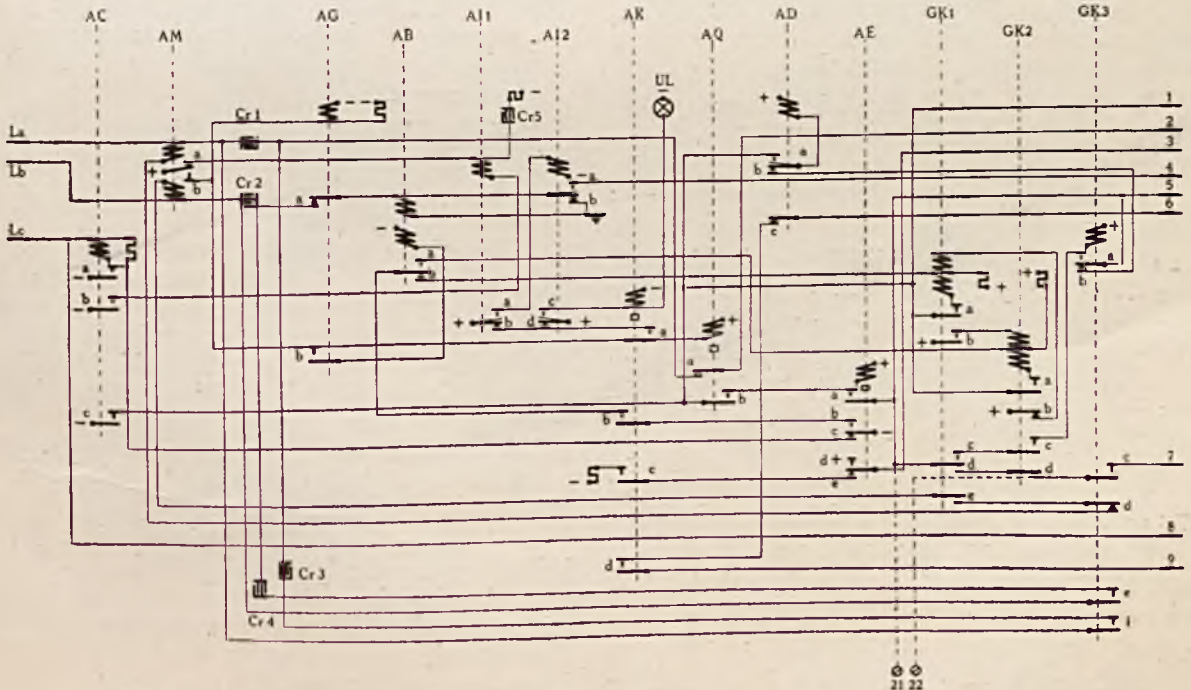 AC AM AG AB AI1 AI2 AK AQ AD AE GK1 GK2 GK3
UL
+ 1
Cr1 - - - Cr5 2
La 3
Lb + a b a - a b b 4
Cr2 5
a c 6
Lc - + +
a - a b - + a b
b - + a b c d + a + + a
b a + b
a + a
c - b a + b
b c - c c
- c d + e d d c 7
e d
8
d 9
Cr3
Cr4 e
f
21 22